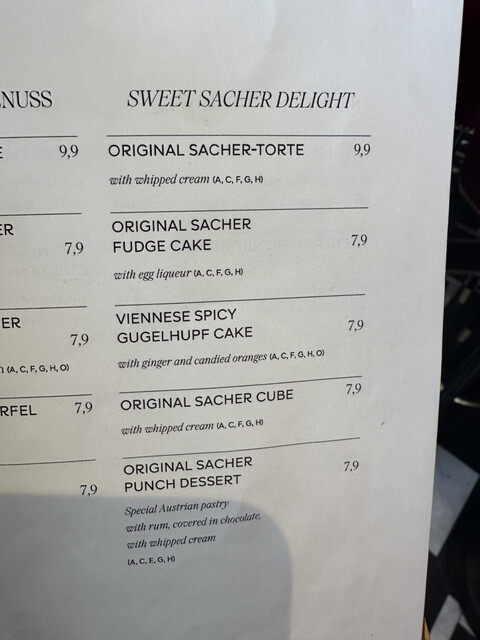 NUSS
9,9
ER
7,9
ER
7,9
(A, C, F, G, H, O)
RFEL
7,9
7,9
SWEET SACHER DELIGHT
ORIGINAL SACHER-TORTE 9,9
with whipped cream (A, C, F, G, H)
ORIGINAL SACHER
FUDGE CAKE 7,9
with egg liqueur (A, C, F, G, H)
VIENNESE SPICY
GUGELHUPF CAKE 7,9
with ginger and candied oranges (A, C, F, G, H, O)
ORIGINAL SACHER CUBE 7,9
with whipped cream (A, C, F, G, H)
ORIGINAL SACHER 7,9
PUNCH DESSERT
Special Austrian pastry
with rum, covered in chocolate,
with whipped cream
(A, C, E, G, H)